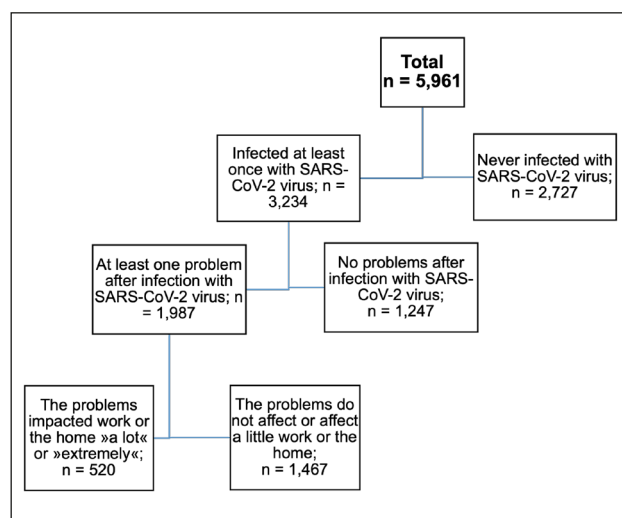 Total
n = 5,961
Infected at least
once with SARS-
CoV-2 virus; n =
3,234
Never infected with
SARS-CoV-2 virus;
n = 2,727
At least one problem
after infection with
SARS-CoV-2 virus; n
= 1,987
No problems after
infection with SARS-
CoV-2 virus;
n = 1,247
The problems
impacted work or
the home »a lot«
or »extremely«;
n = 520
The problems do
not affect or affect
a little work or the
home;
n = 1,467